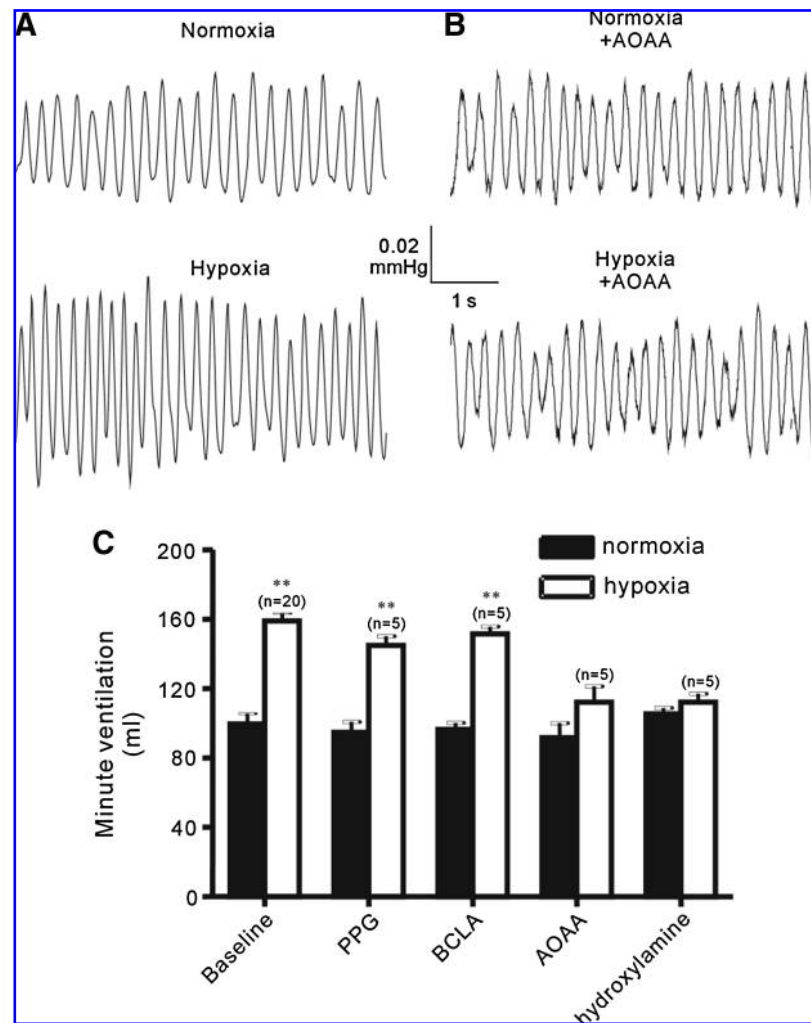 A
Normoxia
B
Normoxia
+AOAA
Hypoxia
0.02
mmHg
1 s
Hypoxia
+AOAA
C
normoxia
hypoxia
Minute ventilation
(ml)
200
160
120
80
40
0
**
(n=20)
**
(n=5)
**
(n=5)
(n=5)
(n=5)
Baseline
PPG
BCLA
AOAA
hydroxylamine